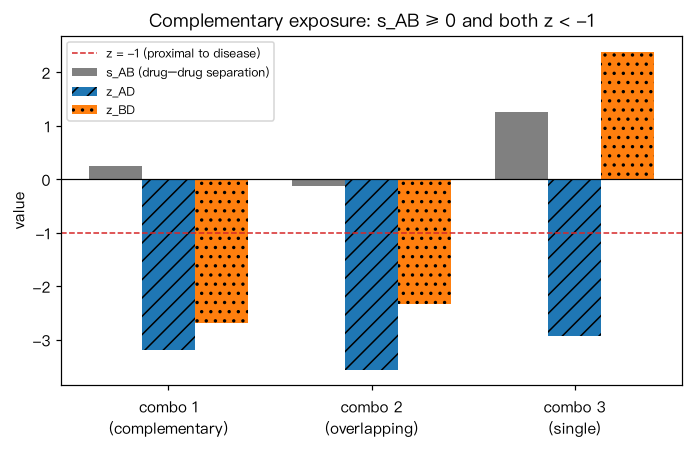 Complementary exposure: s_AB ⩾ 0 and both z < −1
z = −1 (proximal to disease)
s_AB (drug−drug separation)
z_AD
z_BD
value
2
1
0
−1
−2
−3
combo 1
(complementary)
combo 2
(overlapping)
combo 3
(single)